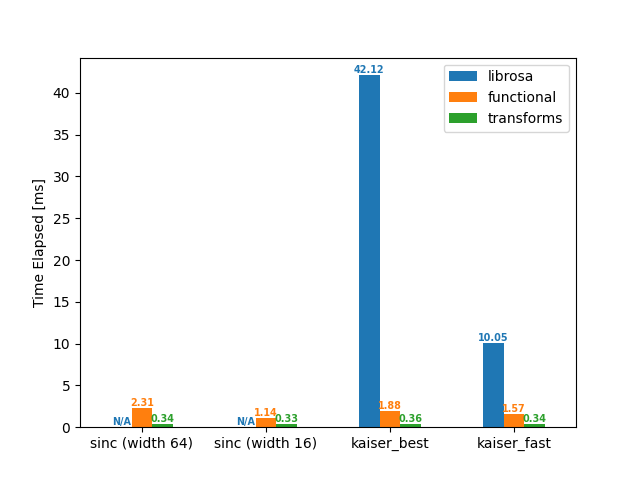 42.12
librosa
functional
transforms
40
35
30
25
20
15
10
5
0
Time Elapsed [ms]
10.05
N/A 2.31 0.34
N/A 1.14 0.33
1.88 0.36
1.57 0.34
sinc (width 64) sinc (width 16) kaiser_best kaiser_fast